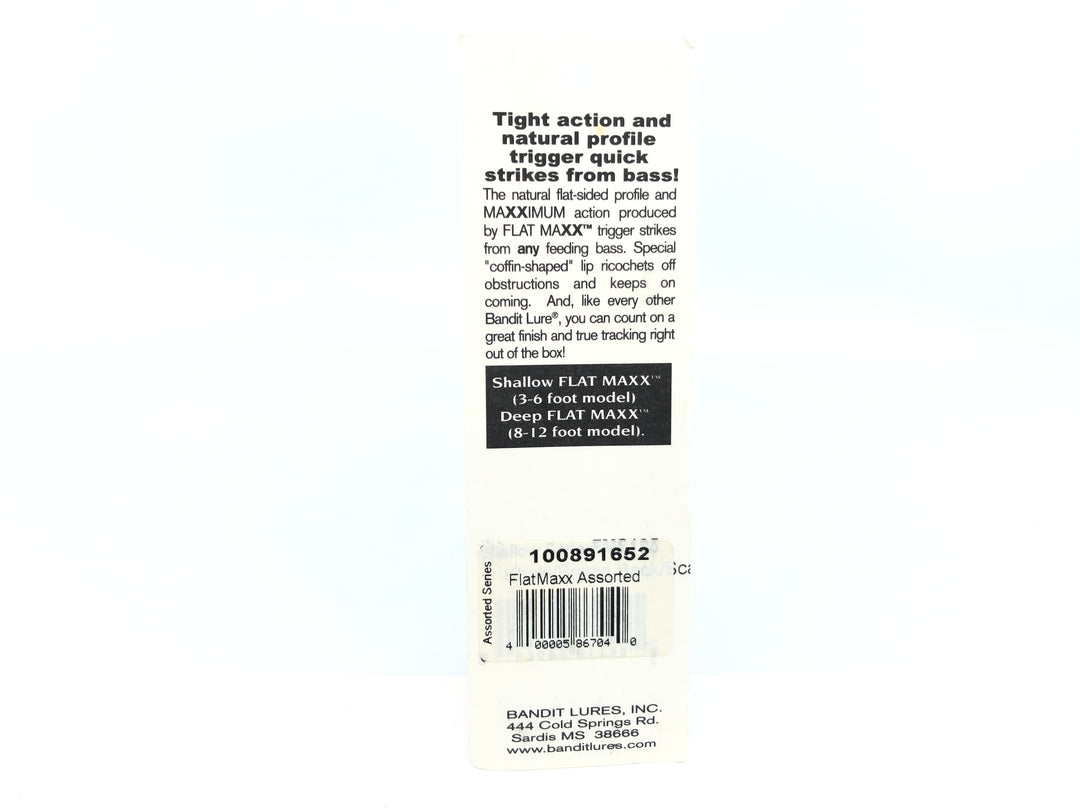 Tight action and
natural profile
trigger quick
strikes from bass!
The natural flat-sided profile and
MAXXIMUM action produced
by FLAT MAXX™ trigger strikes
from any feeding bass. Special
"coffin-shaped" lip ricochets off
obstructions and keeps on
coming. And, like every other
Bandit Lure®, you can count on a
great finish and true tracking right
out of the box!
Shallow FLAT MAXX™
(3-6 foot model)
Deep FLAT MAXX™
(8-12 foot model).
100891652
FlatMaxx Assorted
Assorted Series
4 00005 86704 0
BANDIT LURES, INC.
444 Cold Springs Rd.
Sardis MS 38666
www.banditlures.com